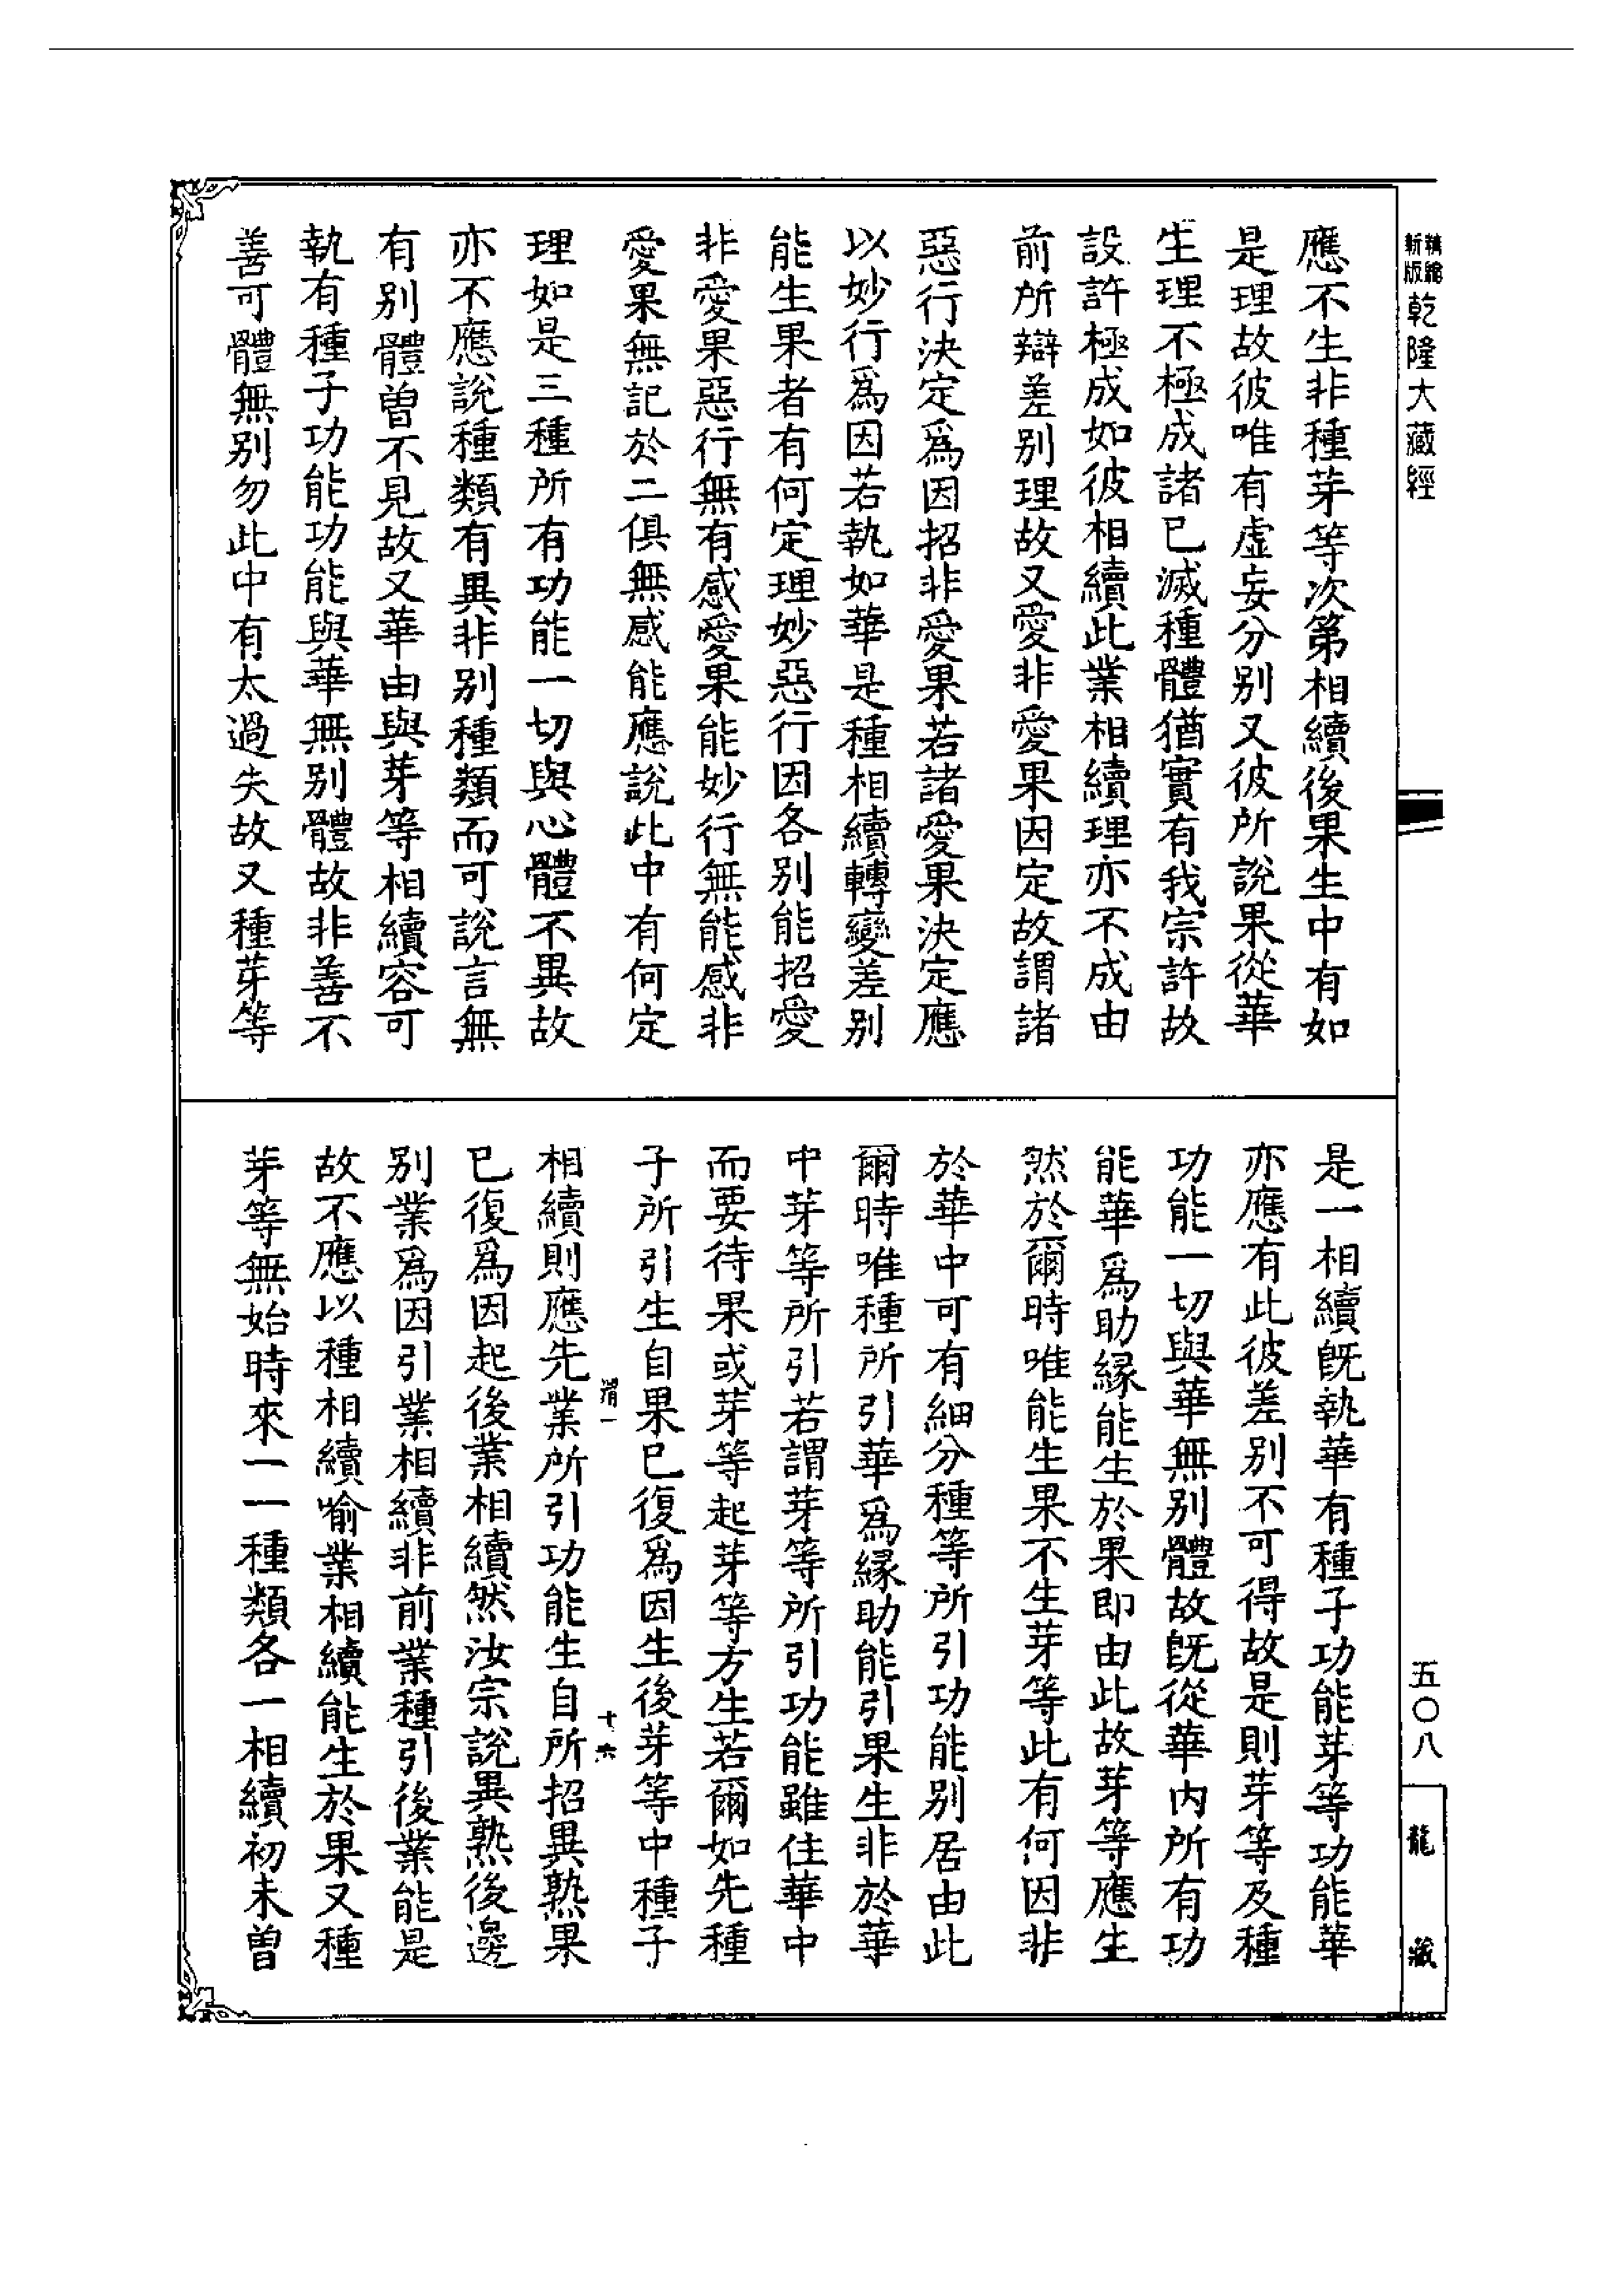 新版精編乾隆大藏經
應不生非種芽等次第相續後果生中有如
是理故彼唯有虛妄分別又彼所說果從華
生理不極成諸已滅種體猶實有我宗許故
設許極成如彼相續此業相續理亦不成由
前所辯差別理故又愛非愛果因定故謂諸
惡行決定爲因招非愛果若諸愛果決定應
以妙行爲因若執如華是種相續轉變差別
能生果者有何定理妙惡行因各別能招愛
非愛果惡行無有感愛果能妙行無能感非
愛果無記於二俱無感能應說此中有何定
理如是三種所有功能一切與心體不異故
亦不應說種類有異非別種類而可說言無
有別體曾不見故又華由與芽等相續容可
執有種子功能功能與華無別體故非善不
善可體無別勿此中有太過失故又種芽等
是一相續旣執華有種子功能芽等功能華
亦應有此彼差別不可得故是則芽等及種
功能一切與華無別體故旣從華內所有功
能華爲助緣能生於果即由此故芽等應生
然於爾時唯能生果不生芽等此有何因非
於華中可有細分種等所引功能別居由此
爾時唯種所引華爲緣助能引果生非於華
中芽等所引若謂芽等所引功能雖住華中
而要待果或芽等起芽等方生若爾如先種
子所引生自果已復爲因生後芽等中種子
渭一
十六
相續則應先業所引功能生自所招異熟果
已復爲因起後業相續然汝宗說異熟後邊
別業爲因引業相續非前業種引後業能是
故不應以種相續喻業相續能生於果又種
芽等無始時來一一種類各一相續初未曾
五〇八
龍
藏